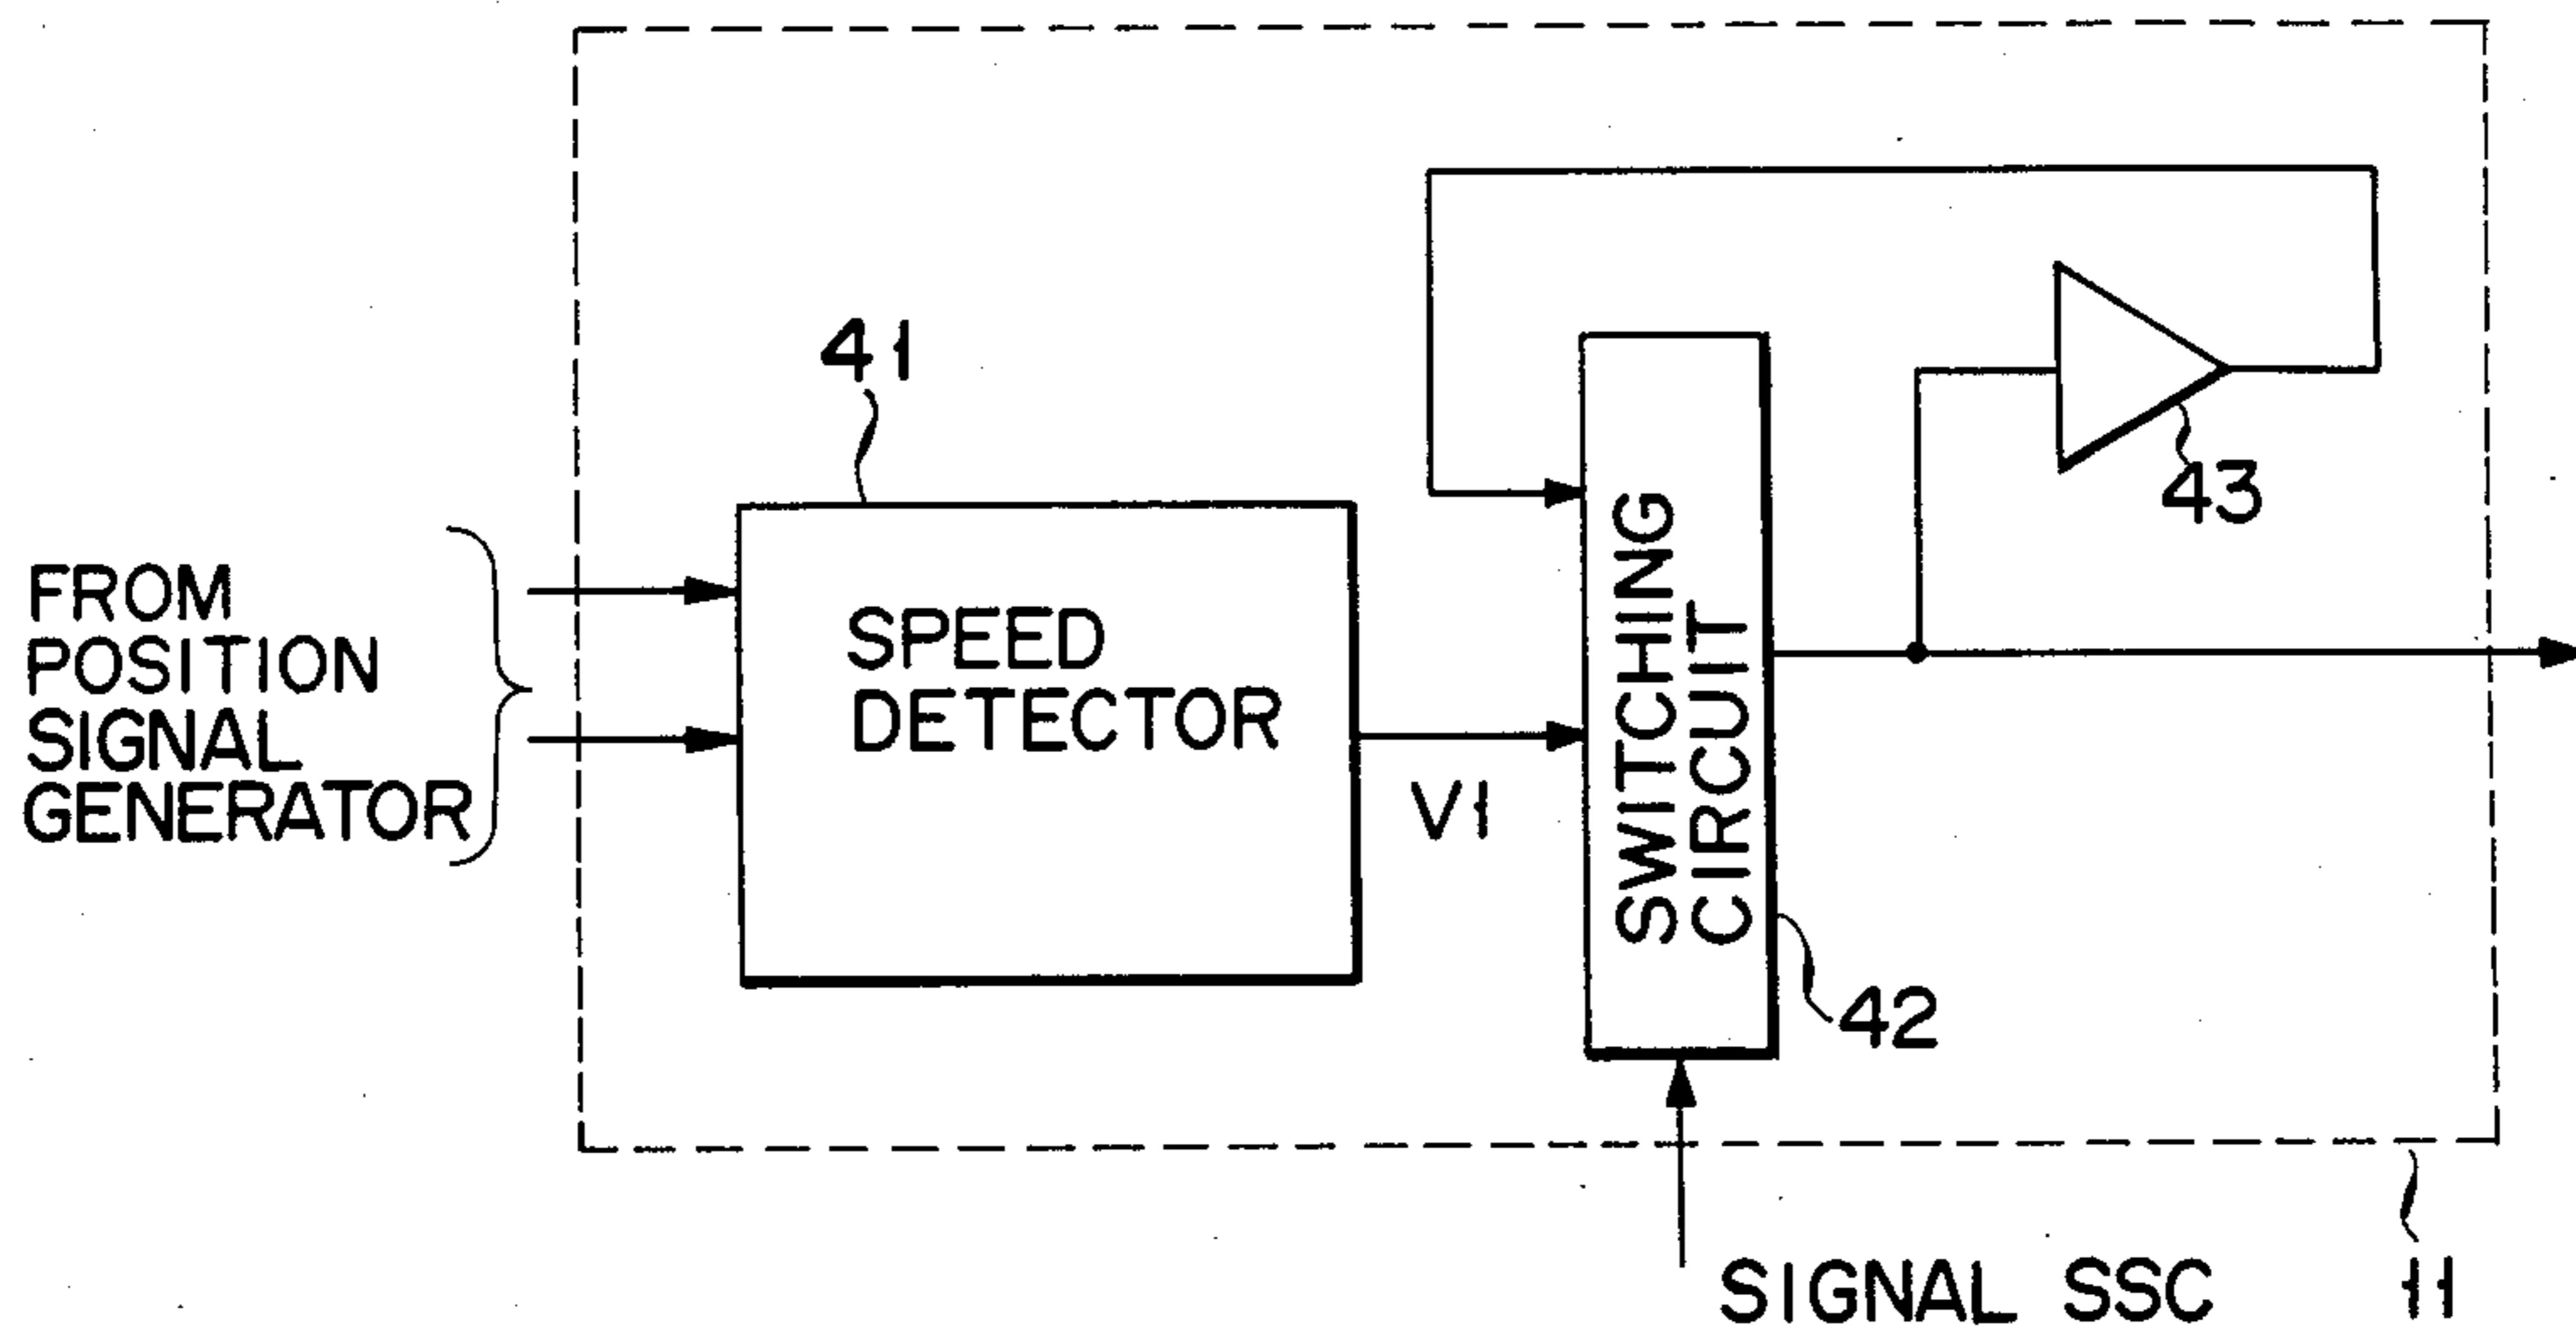 41
43
FROM
POSITION
SIGNAL
GENERATOR
SPEED
DETECTOR
V1
SWITCHING
CIRCUIT
42
SIGNAL SSC
11